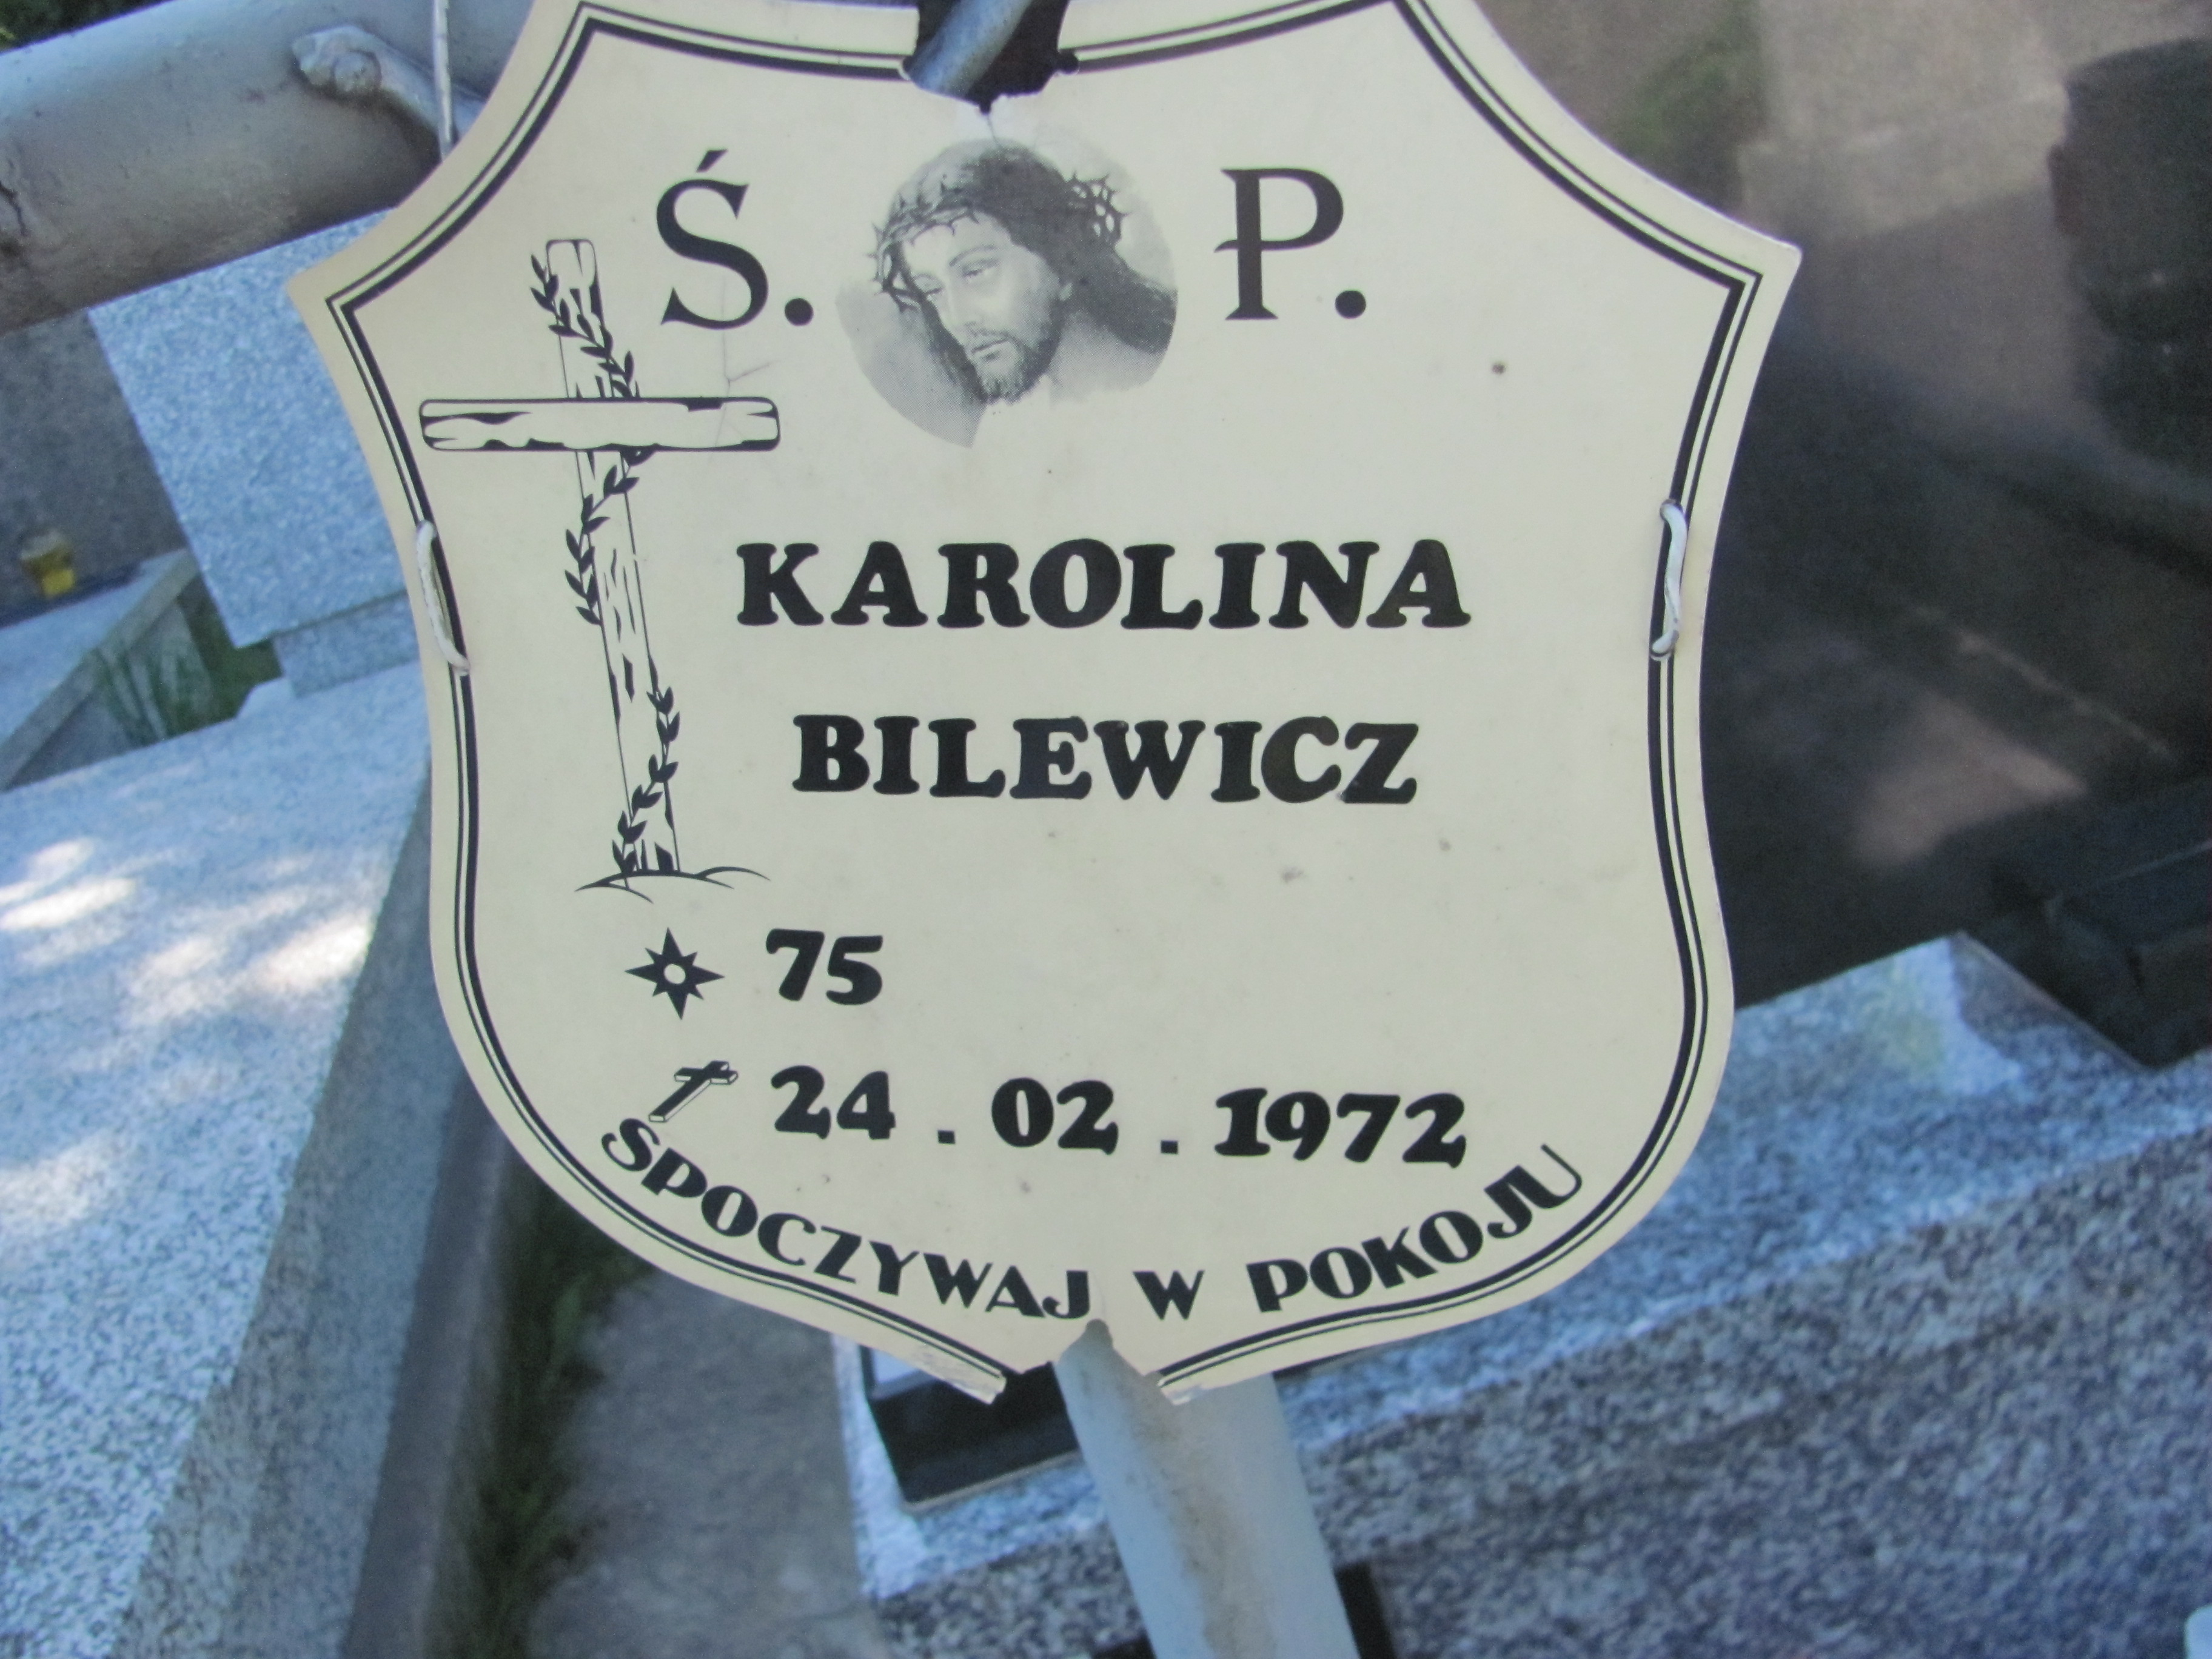 Ś. P.
KAROLINA
BILEWICZ
75
24.02.1972
SPOCZYWAJ W POKOJU